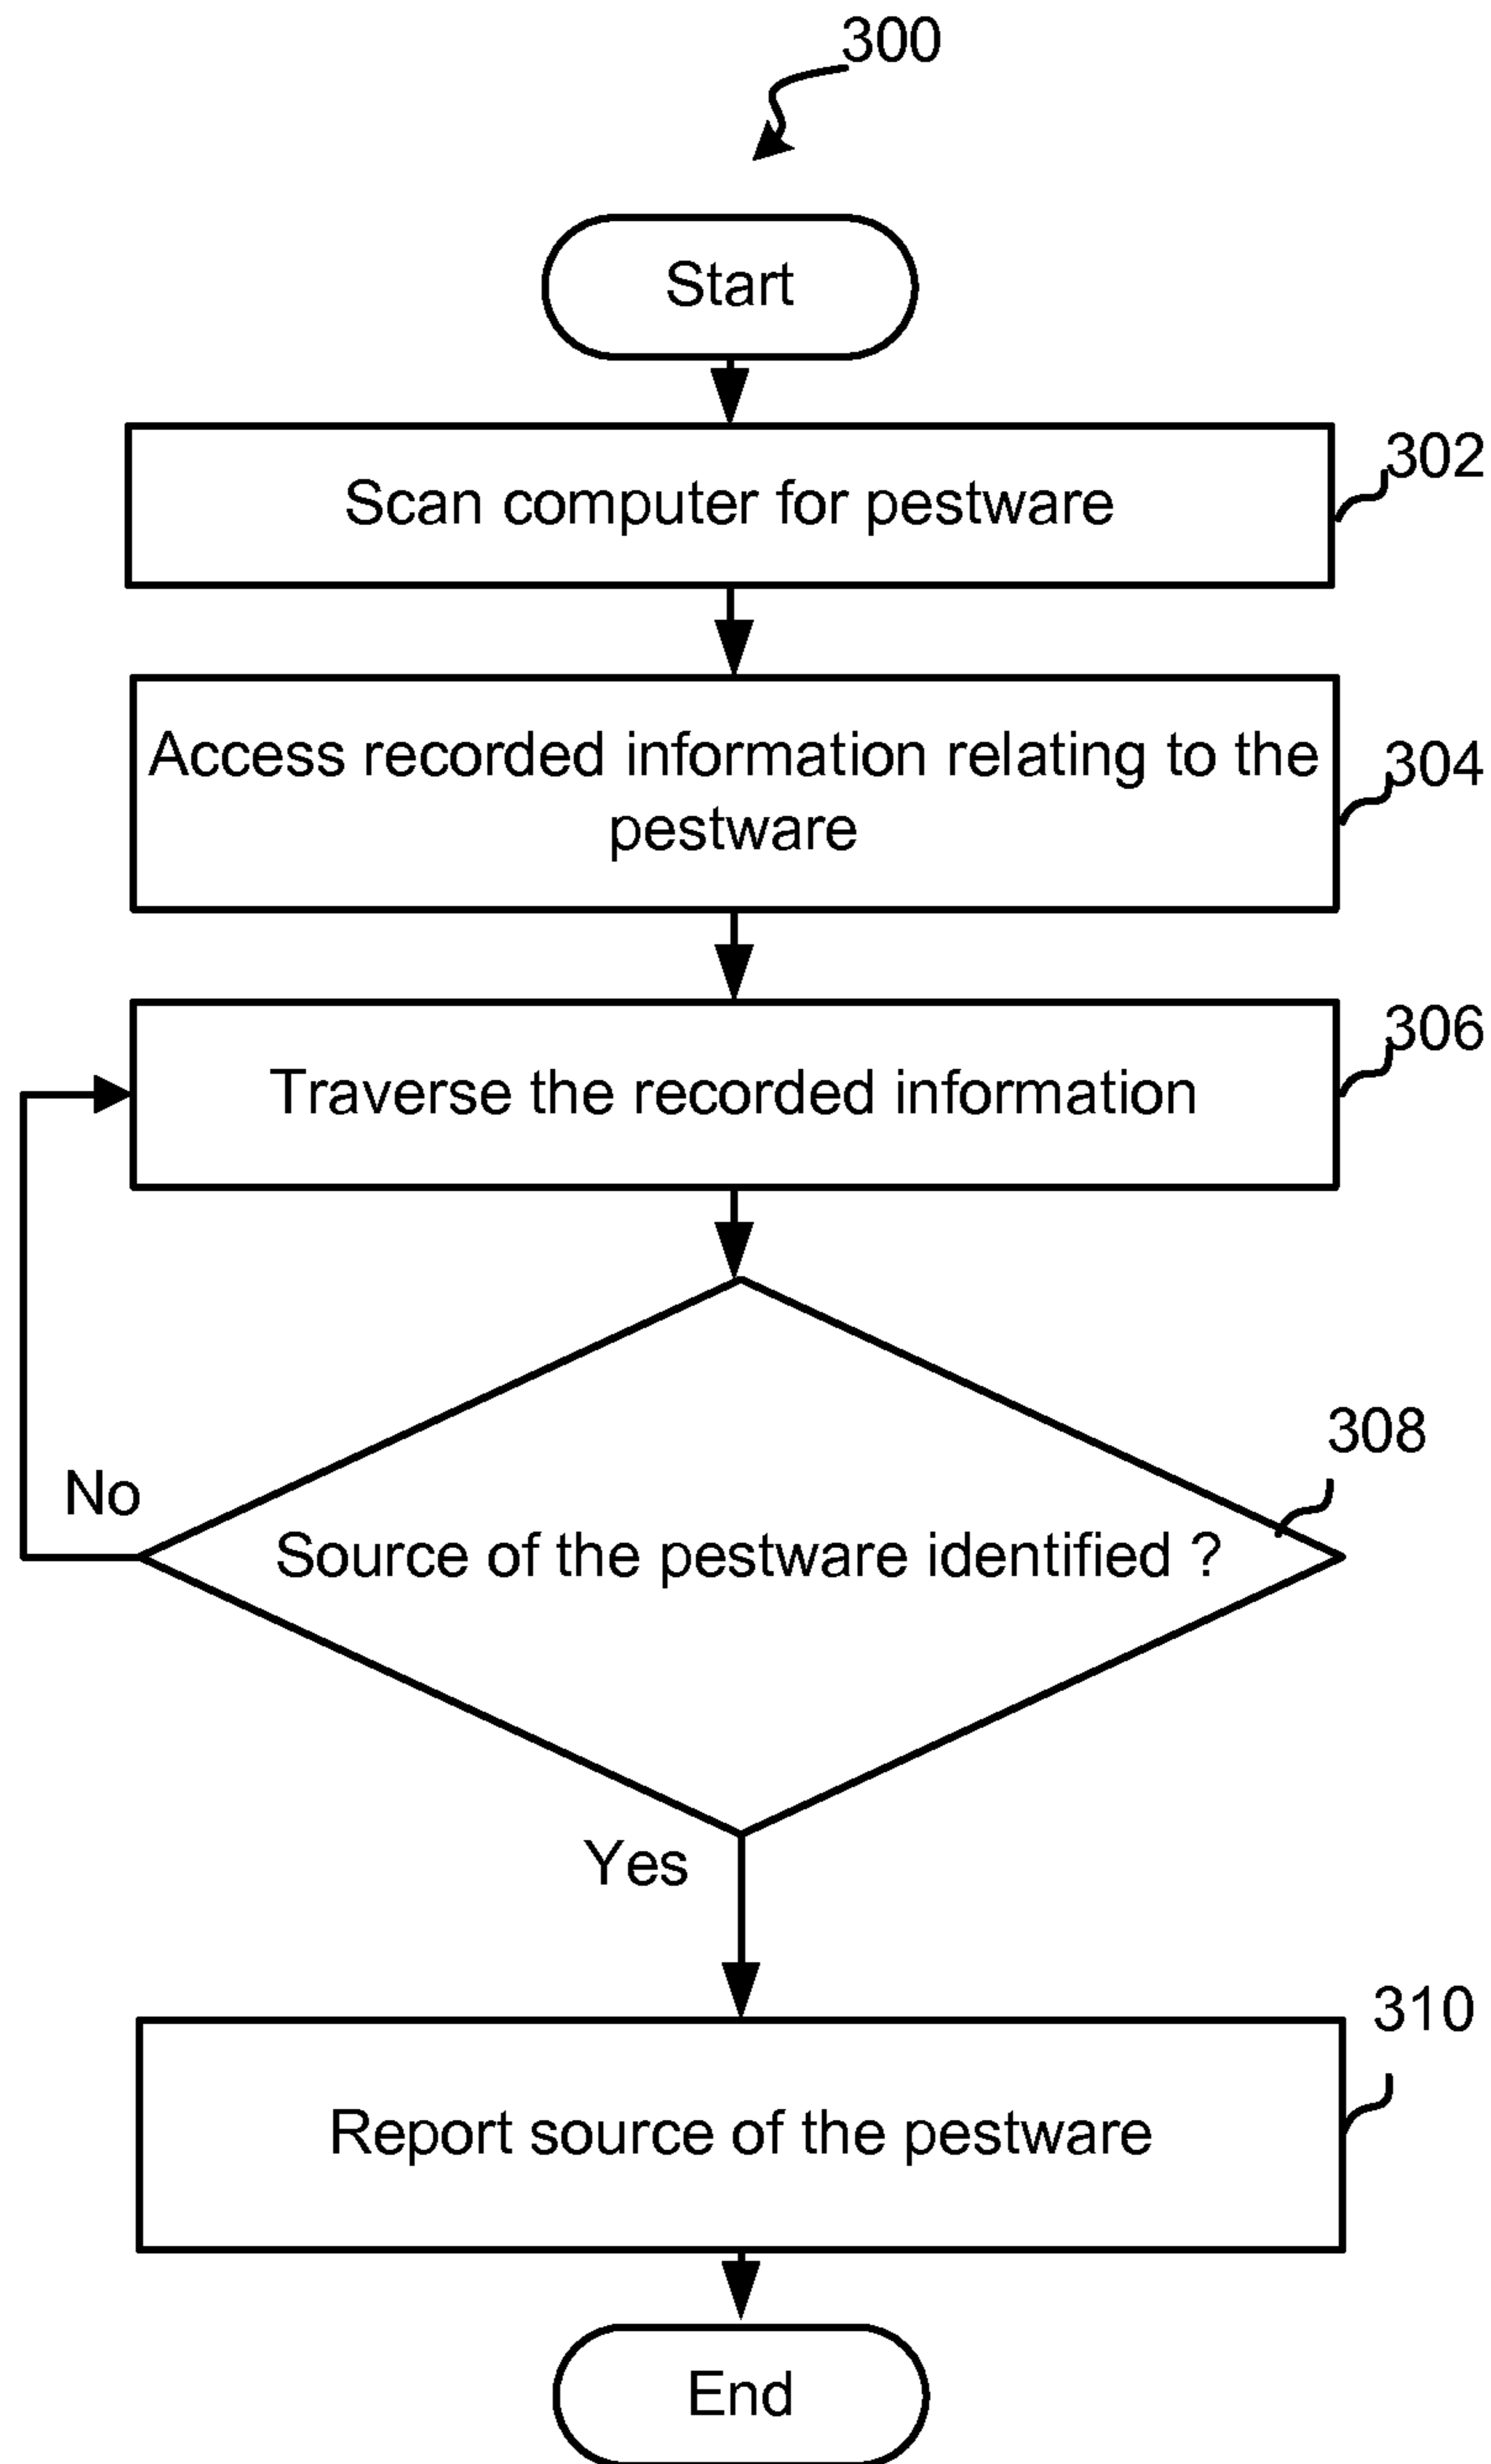 300
Start
Scan computer for pestware
302
Access recorded information relating to the
pestware
304
Traverse the recorded information
306
Source of the pestware identified ?
308
No
Yes
Report source of the pestware
310
End